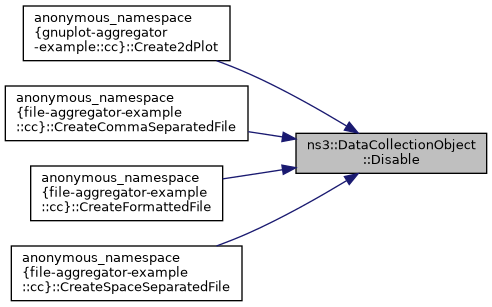 anonymous_namespace
{gnuplot-aggregator
-example::cc}::Create2dPlot
anonymous_namespace
{file-aggregator-example
::cc}::CreateCommaSeparatedFile
ns3::DataCollectionObject
::Disable
anonymous_namespace
{file-aggregator-example
::cc}::CreateFormattedFile
anonymous_namespace
{file-aggregator-example
::cc}::CreateSpaceSeparatedFile